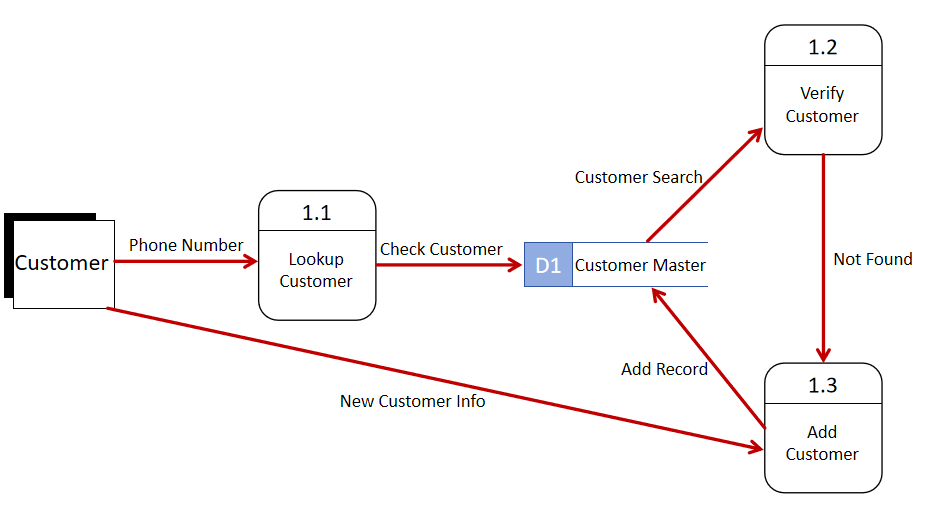 1.2
Verify
Customer
Customer Search
1.1
Customer
Phone Number
Lookup
Customer
Check Customer
D1
Customer Master
Not Found
Add Record
1.3
New Customer Info
Add
Customer